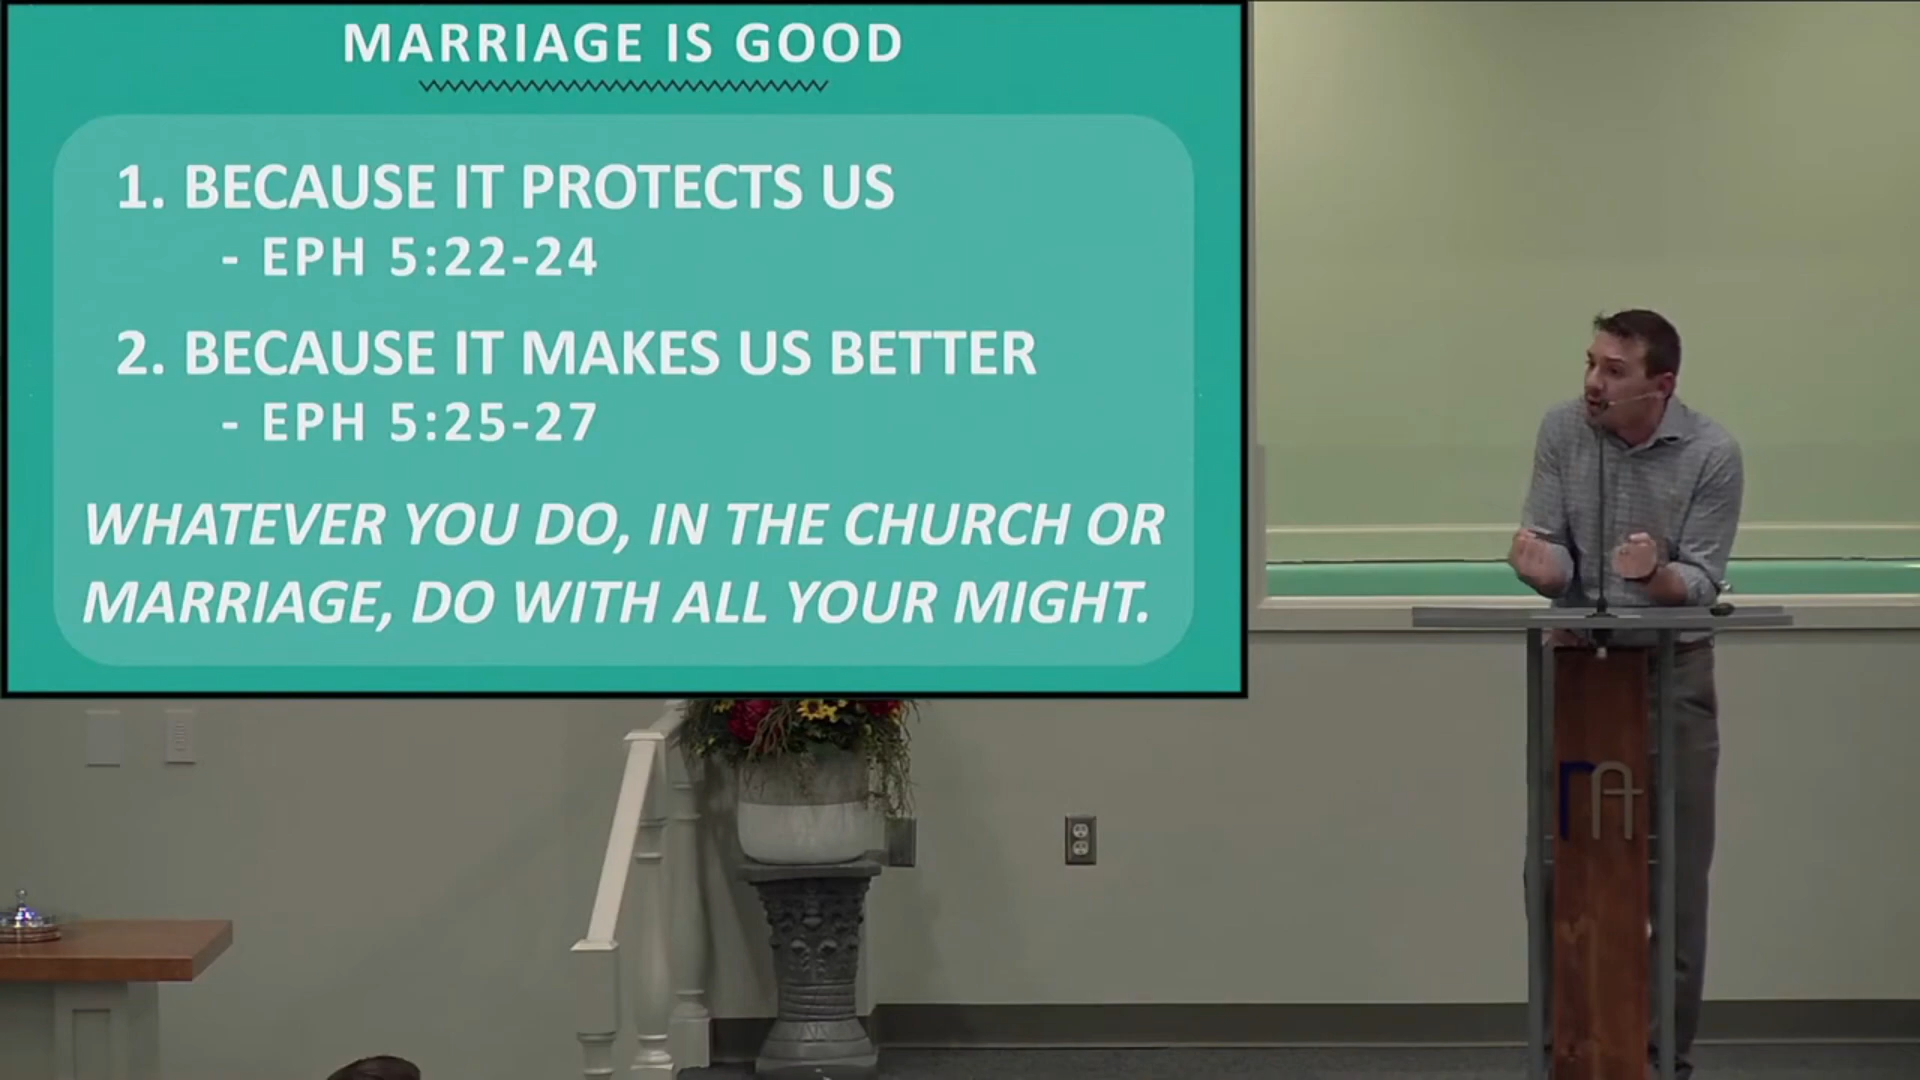 MARRIAGE IS GOOD
1. BECAUSE IT PROTECTS US
- EPH 5:22-24
2. BECAUSE IT MAKES US BETTER
- EPH 5:25-27
WHATEVER YOU DO, IN THE CHURCH OR
MARRIAGE, DO WITH ALL YOUR MIGHT.